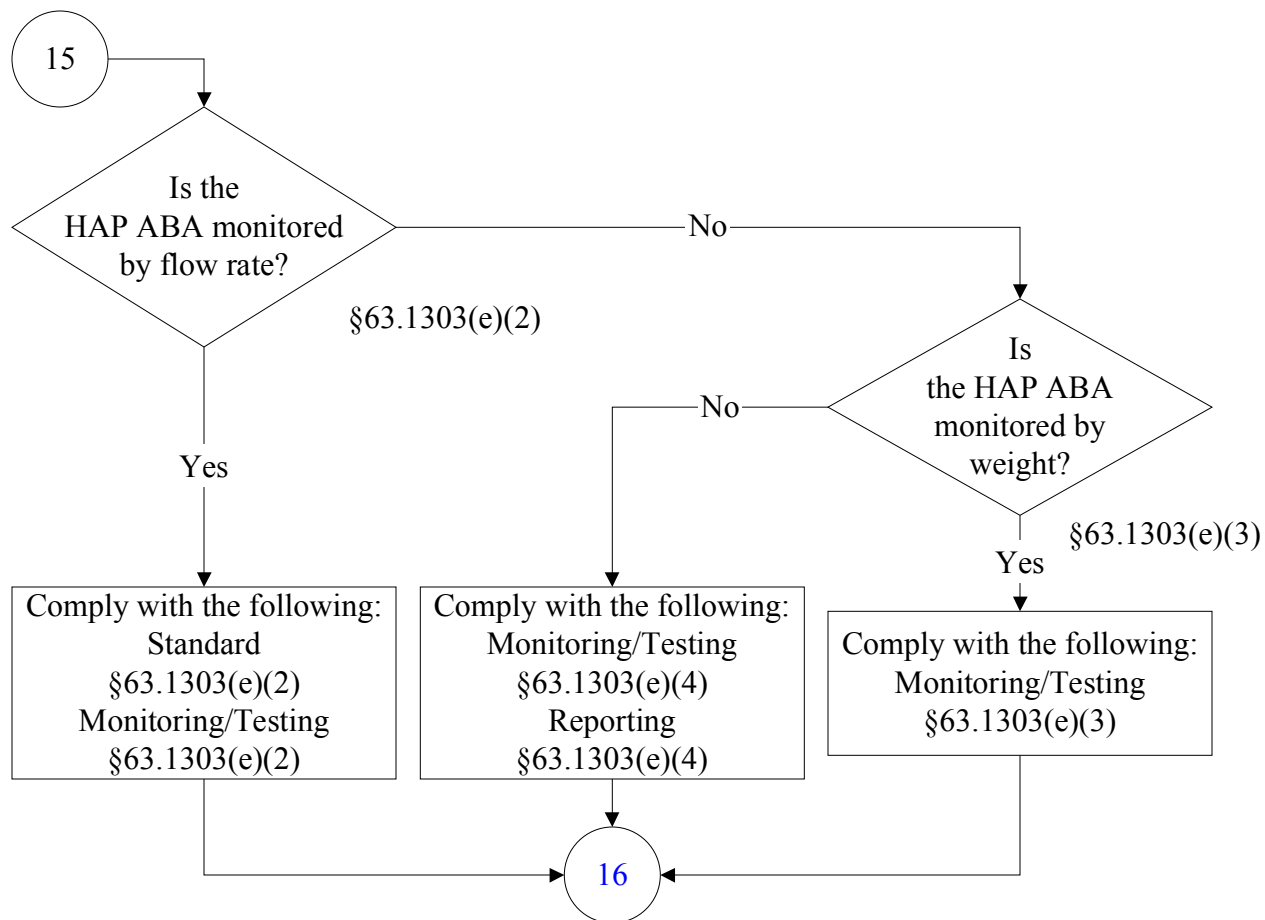 15
Is the
HAP ABA monitored
by flow rate?
No
§63.1303(e)(2)
Is
the HAP ABA
monitored by
weight?
No
Yes
§63.1303(e)(3)
Yes
Comply with the following:
Standard
§63.1303(e)(2)
Monitoring/Testing
§63.1303(e)(2)
Comply with the following:
Monitoring/Testing
§63.1303(e)(4)
Reporting
§63.1303(e)(4)
Comply with the following:
Monitoring/Testing
§63.1303(e)(3)
16